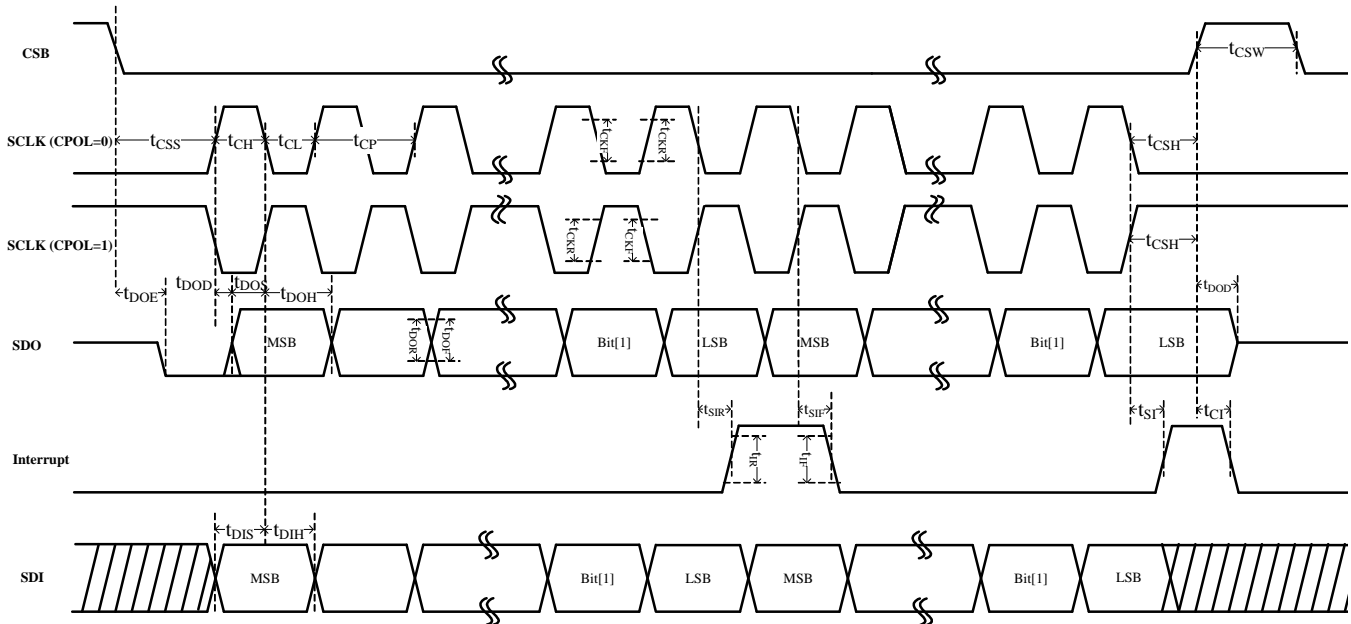 CSB
tCSW
SCLK (CPOL=0)
tCSS
tCH
tCL
tCP
tCKF
tCKR
tCSH
SCLK (CPOL=1)
tCKR
tCKF
tCSH
tDOE
tDOD
tDOS
tDOH
tDOD
SDO
MSB
tDOR
tDOF
Bit[1]
LSB
MSB
Bit[1]
LSB
tSIR
tSIF
tSI
tCI
Interrupt
tIR
tIF
tDIS
tDIH
SDI
MSB
Bit[1]
LSB
MSB
Bit[1]
LSB